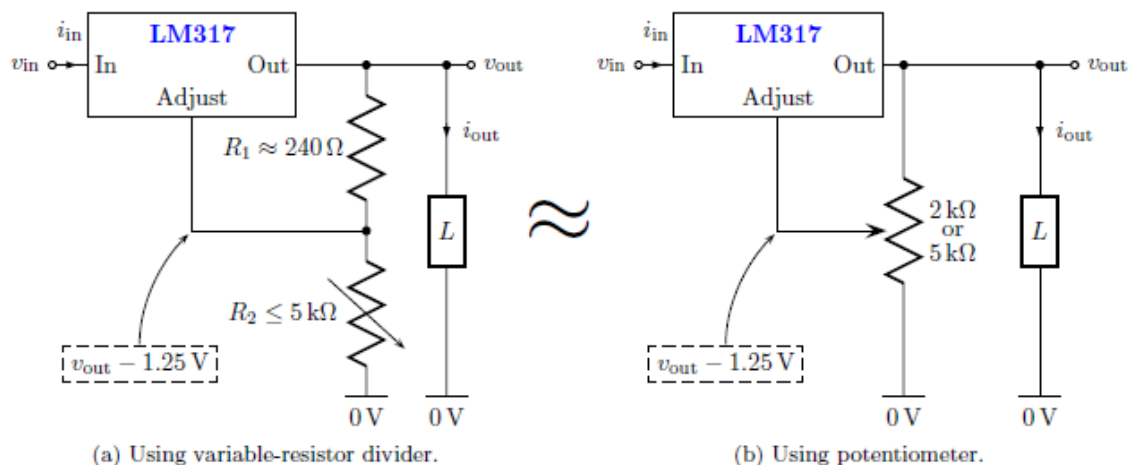 i_in
LM317
v_in
In
Out
v_out
Adjust
R_1 ≈ 240 Ω
i_out
L
R_2 ≤ 5 kΩ
v_out − 1.25 V
0 V
0 V
(a) Using variable-resistor divider.
≈
i_in
LM317
v_in
In
Out
v_out
Adjust
i_out
2 kΩ
or
5 kΩ
L
v_out − 1.25 V
0 V
0 V
(b) Using potentiometer.